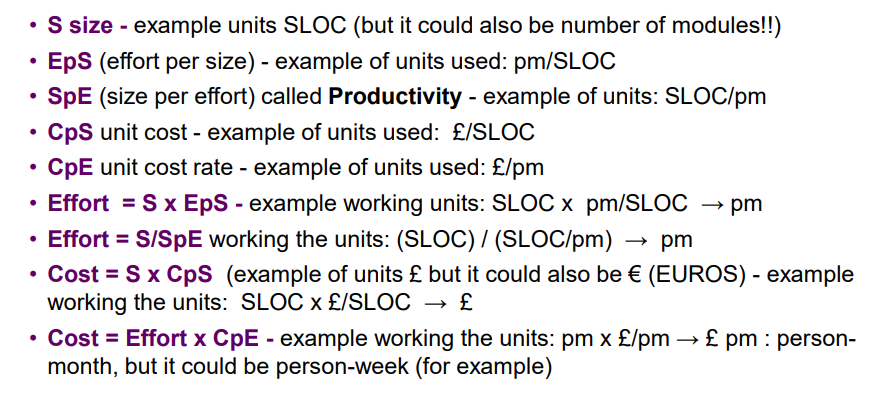 • S size - example units SLOC (but it could also be number of modules!!)
• EpS (effort per size) - example of units used: pm/SLOC
• SpE (size per effort) called Productivity - example of units: SLOC/pm
• CpS unit cost - example of units used:  £/SLOC
• CpE unit cost rate - example of units used: £/pm
• Effort  = S x EpS - example working units: SLOC x  pm/SLOC  → pm
• Effort = S/SpE working the units: (SLOC) / (SLOC/pm)  →  pm
• Cost = S x CpS  (example of units £ but it could also be € (EUROS) - example
working the units:  SLOC x £/SLOC  →  £
• Cost = Effort x CpE - example working the units: pm x £/pm → £ pm : person-
month, but it could be person-week (for example)